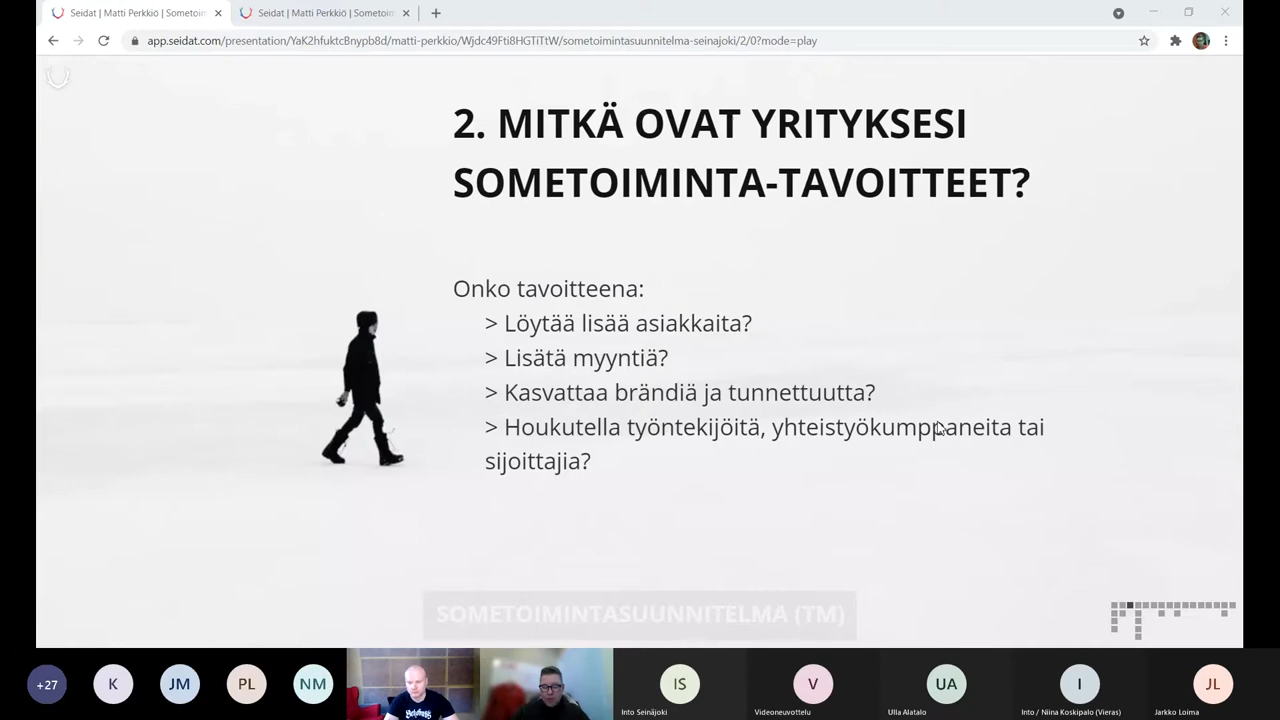 Seidat | Matti Perkkiö | Sometoim
Seidat | Matti Perkkiö | Sometoim
app.seidat.com/presentation/YaK2hfuktcBnypb8d/matti-perkkio/Wjdc49Fti8HGTiTtW/sometoimintasuunnitelma-seinajoki/2/0?mode=play
2. MITKÄ OVAT YRITYKSESI
SOMETOIMINTA-TAVOITTEET?
Onko tavoitteena:
> Löytää lisää asiakkaita?
> Lisätä myyntiä?
> Kasvattaa brändiä ja tunnettuutta?
> Houkutella työntekijöitä, yhteistyökumppaneita tai
sijoittajia?
SOMETOIMINTASUUNNITELMA (TM)
+27
K
JM
PL
NM
IS
V
UA
I
JL
Into Seinäjoki
Videoneuvottelu
Ulla Alatalo
Into / Niina Koskipalo (Vieras)
Jarkko Loima